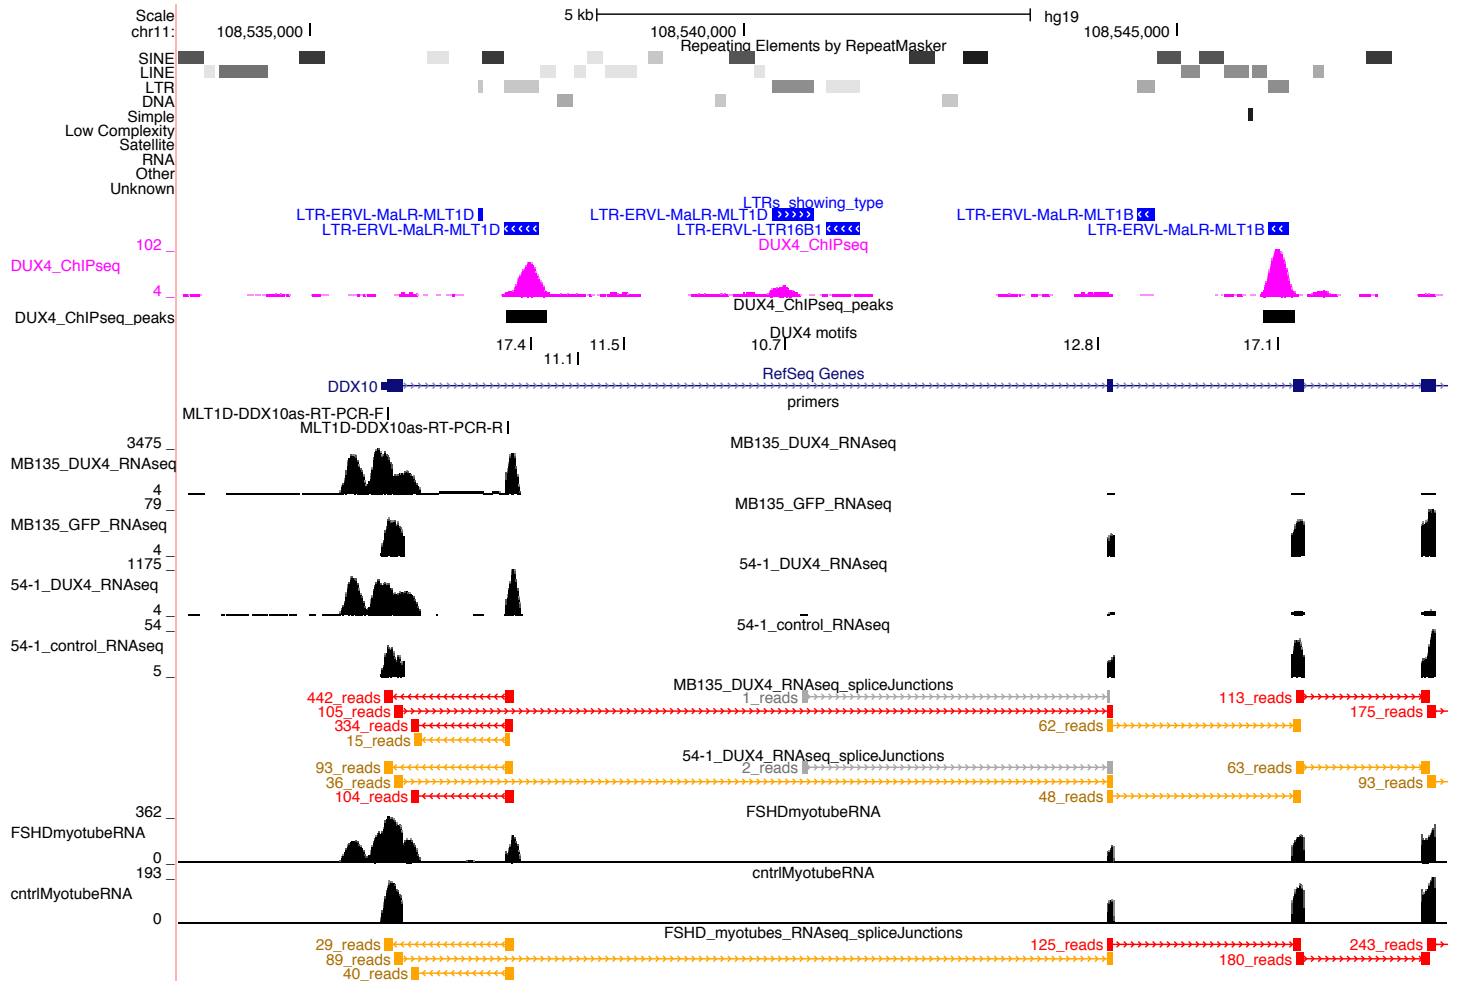 Scale 5 kb hg19
chr11: 108,535,000 108,540,000 108,545,000
Repeating Elements by RepeatMasker
SINE
LINE
LTR
DNA
Simple
Low Complexity
Satellite
RNA
Other
Unknown
LTRs_showing_type
LTR-ERVL-MaLR-MLT1D LTR-ERVL-MaLR-MLT1D LTR-ERVL-MaLR-MLT1B
LTR-ERVL-MaLR-MLT1D LTR-ERVL-LTR16B1 LTR-ERVL-MaLR-MLT1B
102 _ DUX4_ChIPseq
DUX4_ChIPseq
4 _
DUX4_ChIPseq_peaks
DUX4_ChIPseq_peaks
DUX4 motifs
17.4 11.5 10.7 12.8 17.1
11.1
RefSeq Genes
DDX10
primers
MLT1D-DDX10as-RT-PCR-F
MLT1D-DDX10as-RT-PCR-R
3475 _ MB135_DUX4_RNAseq
MB135_DUX4_RNAseq
4 _
79 _ MB135_GFP_RNAseq
MB135_GFP_RNAseq
4 _
1175 _ 54-1_DUX4_RNAseq
54-1_DUX4_RNAseq
4 _
54 _ 54-1_control_RNAseq
54-1_control_RNAseq
5 _
MB135_DUX4_RNAseq_spliceJunctions
442_reads 1_reads 113_reads
105_reads 175_reads
334_reads 62_reads
15_reads
54-1_DUX4_RNAseq_spliceJunctions
93_reads 2_reads 63_reads
36_reads 93_reads
104_reads 48_reads
362 _ FSHDmyotubeRNA
FSHDmyotubeRNA
0 _
193 _ cntrlMyotubeRNA
cntrlMyotubeRNA
0
FSHD_myotubes_RNAseq_spliceJunctions
29_reads 125_reads 243_reads
89_reads 180_reads
40_reads